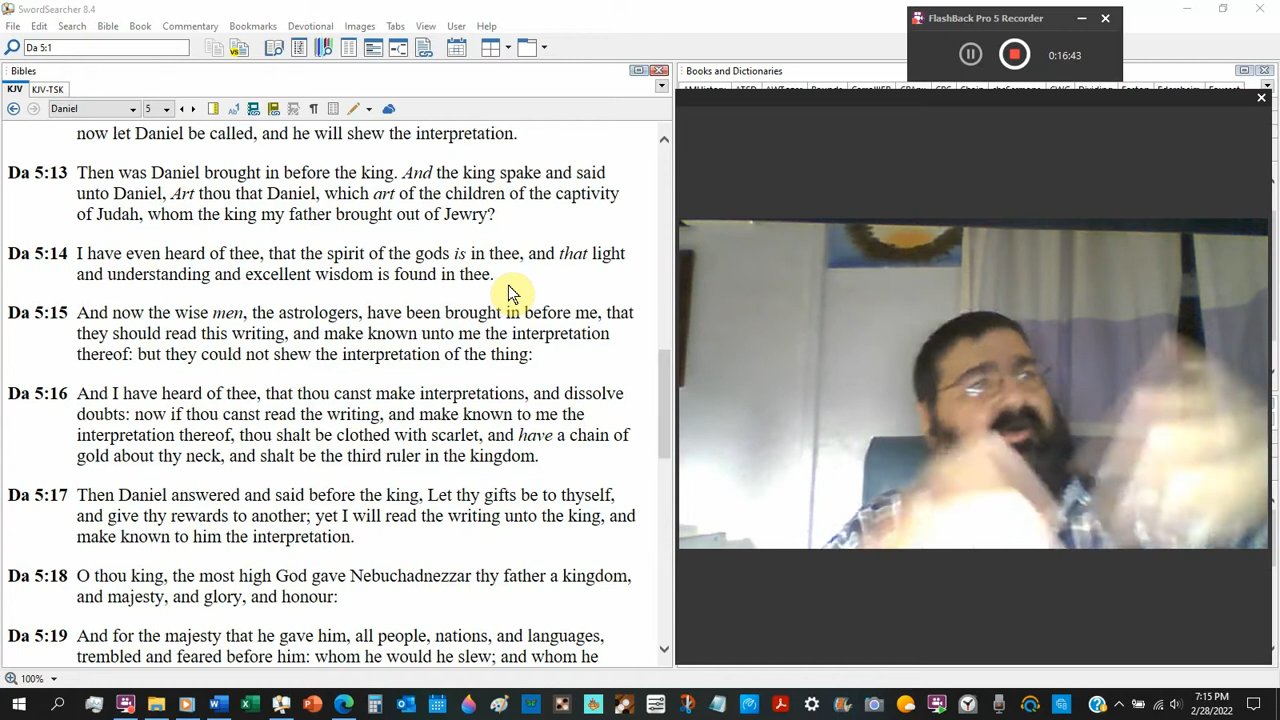 SwordSearcher 8.4
File Edit Search Bible Book Commentary Bookmarks Devotional Images Tabs View User Help
Da 5:1
FlashBack Pro 5 Recorder
0:16:43
Bibles
Books and Dictionaries
KJV KJV-TSK
Daniel 5
now let Daniel be called, and he will shew the interpretation.
Da 5:13 Then was Daniel brought in before the king. And the king spake and said
unto Daniel, Art thou that Daniel, which art of the children of the captivity
of Judah, whom the king my father brought out of Jewry?
Da 5:14 I have even heard of thee, that the spirit of the gods is in thee, and that light
and understanding and excellent wisdom is found in thee.
Da 5:15 And now the wise men, the astrologers, have been brought in before me, that
they should read this writing, and make known unto me the interpretation
thereof: but they could not shew the interpretation of the thing:
Da 5:16 And I have heard of thee, that thou canst make interpretations, and dissolve
doubts: now if thou canst read the writing, and make known to me the
interpretation thereof, thou shalt be clothed with scarlet, and have a chain of
gold about thy neck, and shalt be the third ruler in the kingdom.
Da 5:17 Then Daniel answered and said before the king, Let thy gifts be to thyself,
and give thy rewards to another; yet I will read the writing unto the king, and
make known to him the interpretation.
Da 5:18 O thou king, the most high God gave Nebuchadnezzar thy father a kingdom,
and majesty, and glory, and honour:
Da 5:19 And for the majesty that he gave him, all people, nations, and languages,
trembled and feared before him: whom he would he slew; and whom he
100%
7:15 PM
2/28/2022